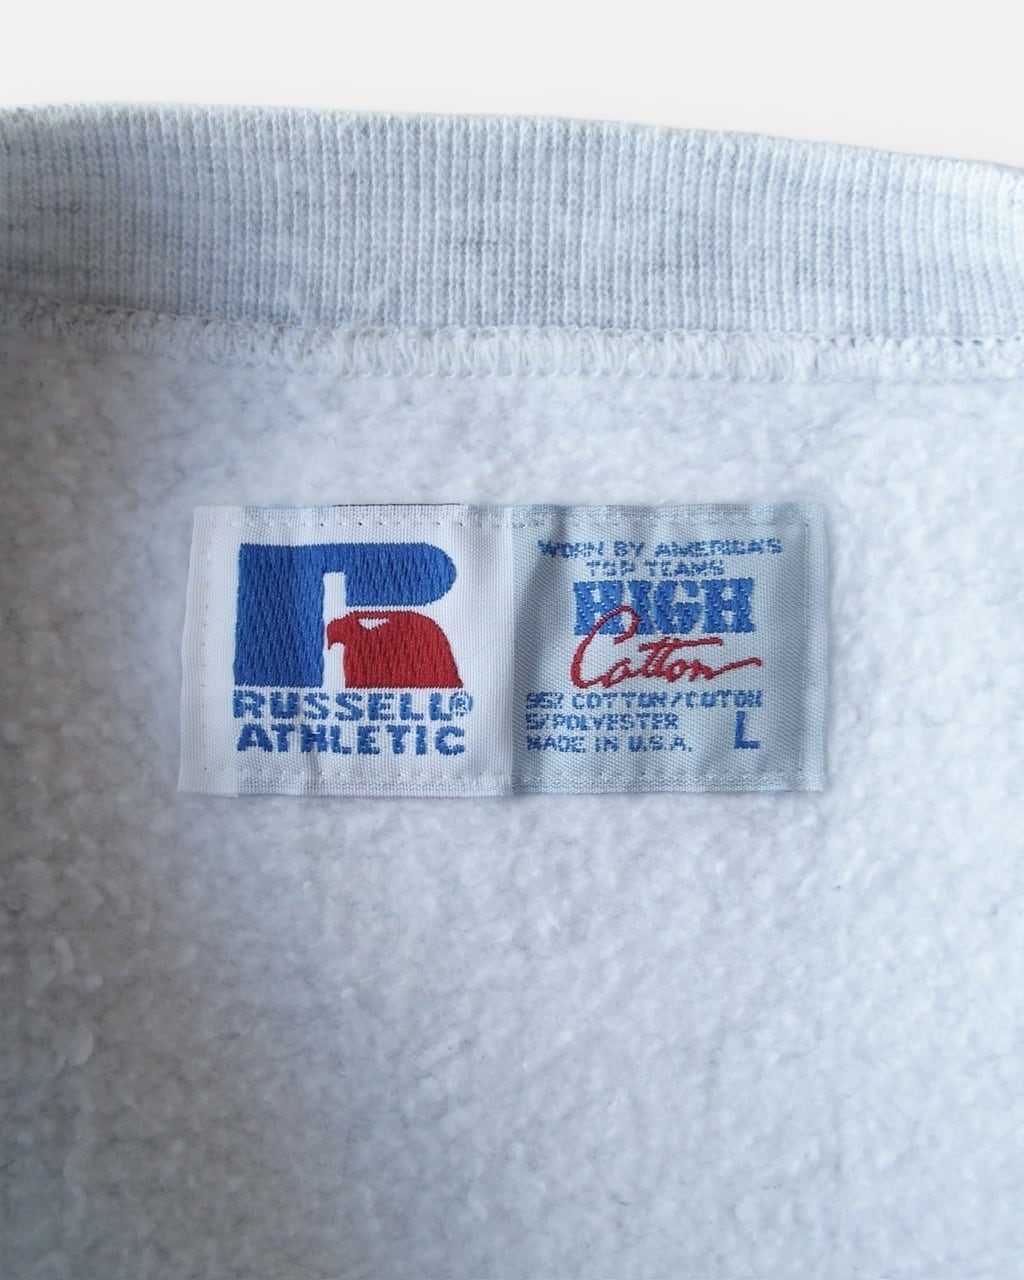 RUSSELL®
ATHLETIC
WORN BY AMERICA'S
TOP TEAMS
HIGH
Cotton
95% COTTON/COTON
5% POLYESTER
MADE IN U.S.A.
L